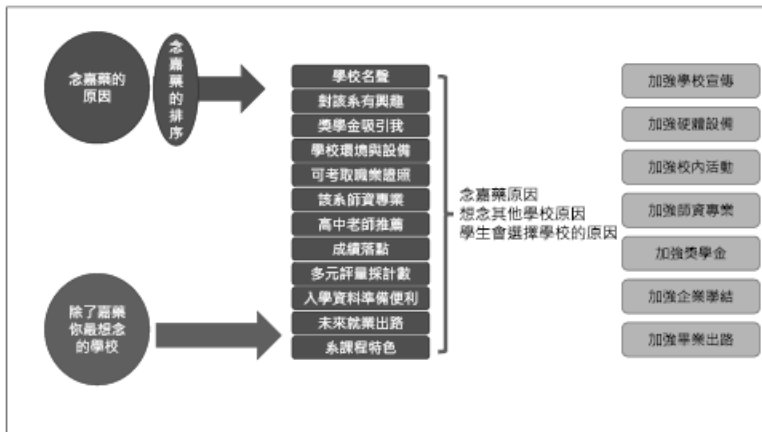 念嘉藥的
原因
念
嘉
藥
的
排
序
學校名聲
對該系有興趣
獎學金吸引我
學校環境與設備
可考取職業證照
該系師資專業
高中老師推薦
成績落點
多元評量採計數
入學資料準備便利
未來就業出路
系課程特色
除了嘉藥
你最想念
的學校
念嘉藥原因
想念其他學校原因
學生會選擇學校的原因
加強學校宣傳
加強硬體設備
加強校內活動
加強師資專業
加強獎學金
加強企業聯結
加強畢業出路